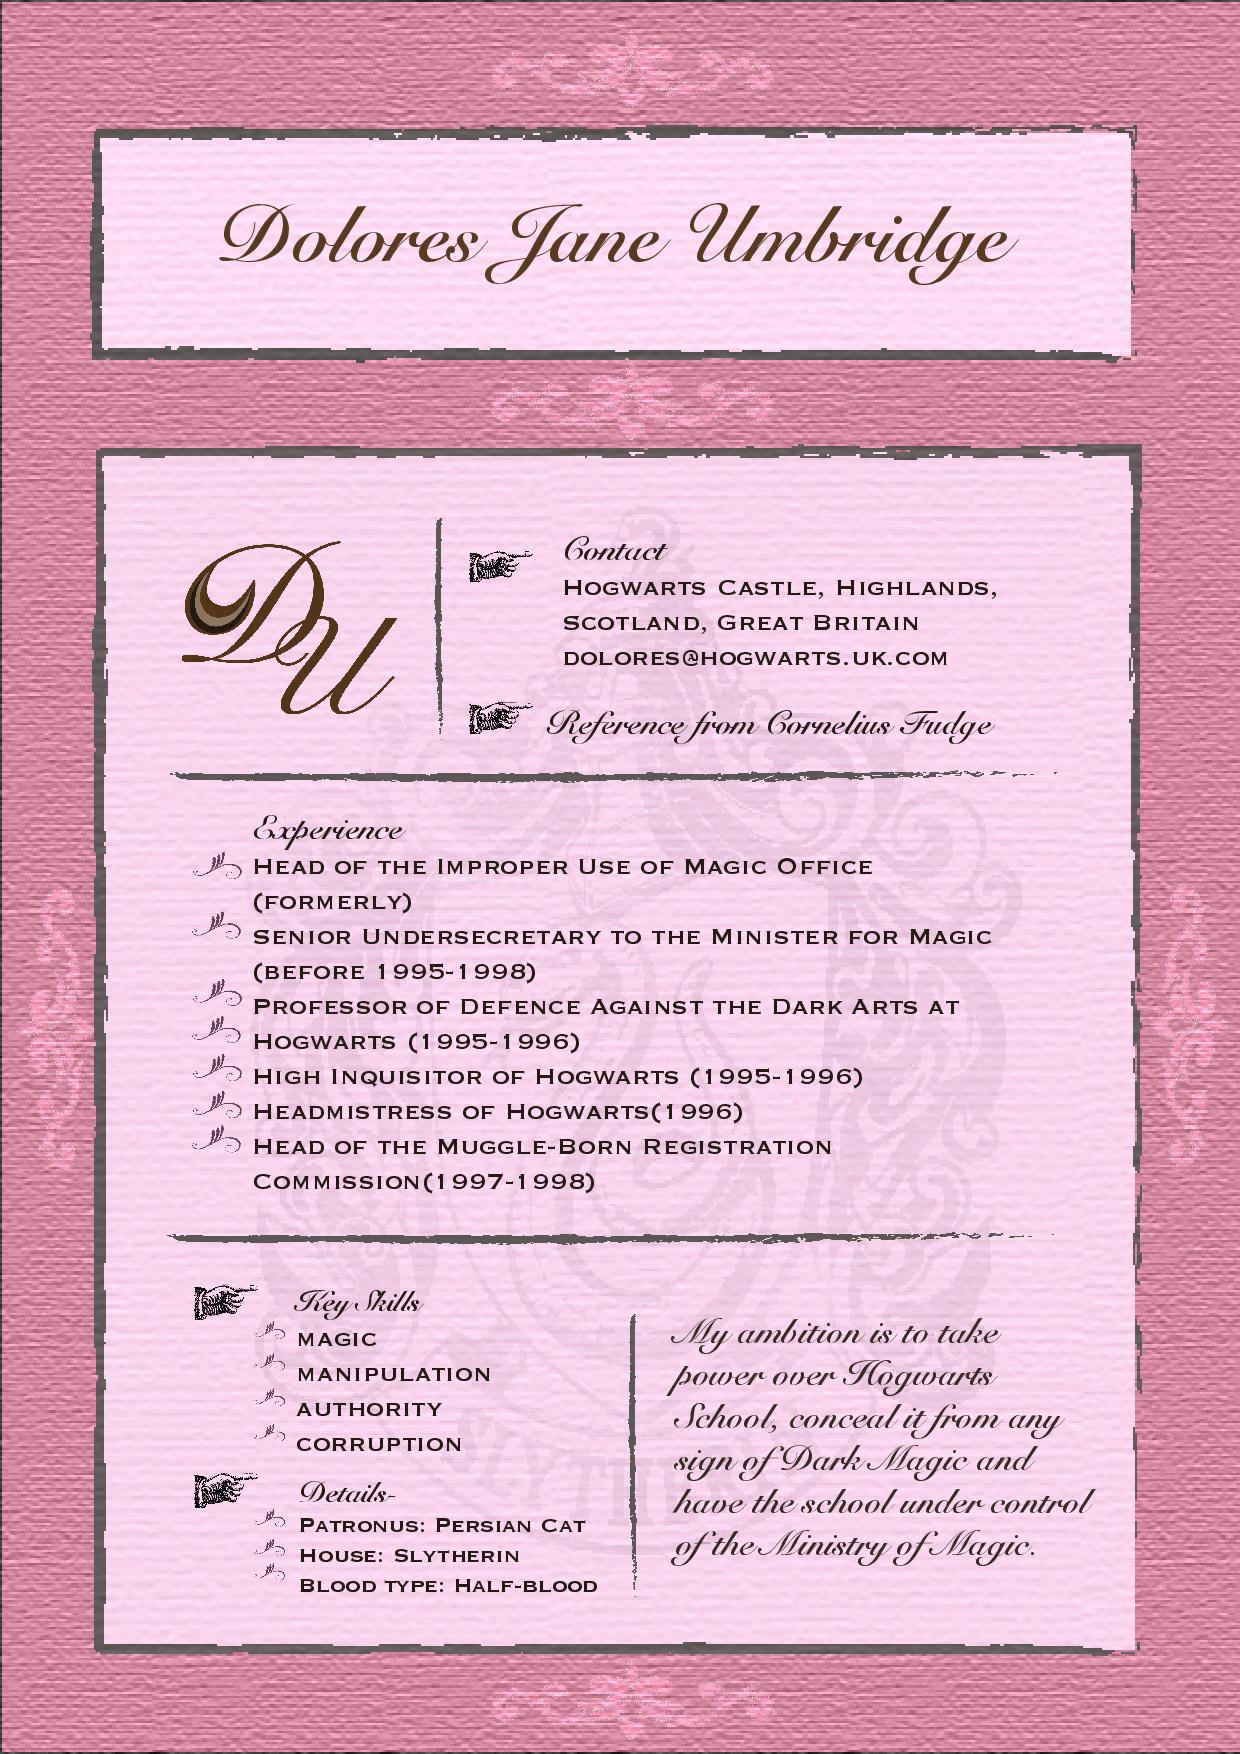 Dolores Jane Umbridge
DU
Contact
Hogwarts Castle, Highlands,
Scotland, Great Britain
dolores@hogwarts.uk.com
Reference from Cornelius Fudge
Experience
Head of the Improper Use of Magic Office
(formerly)
Senior Undersecretary to the Minister for Magic
(before 1995-1998)
Professor of Defence Against the Dark Arts at
Hogwarts (1995-1996)
High Inquisitor of Hogwarts (1995-1996)
Headmistress of Hogwarts(1996)
Head of the Muggle-Born Registration
Commission(1997-1998)
Key Skills
magic
manipulation
authority
corruption
Details-
Patronus: Persian Cat
House: Slytherin
Blood type: Half-blood
My ambition is to take
power over Hogwarts
School, conceal it from any
sign of Dark Magic and
have the school under control
of the Ministry of Magic.